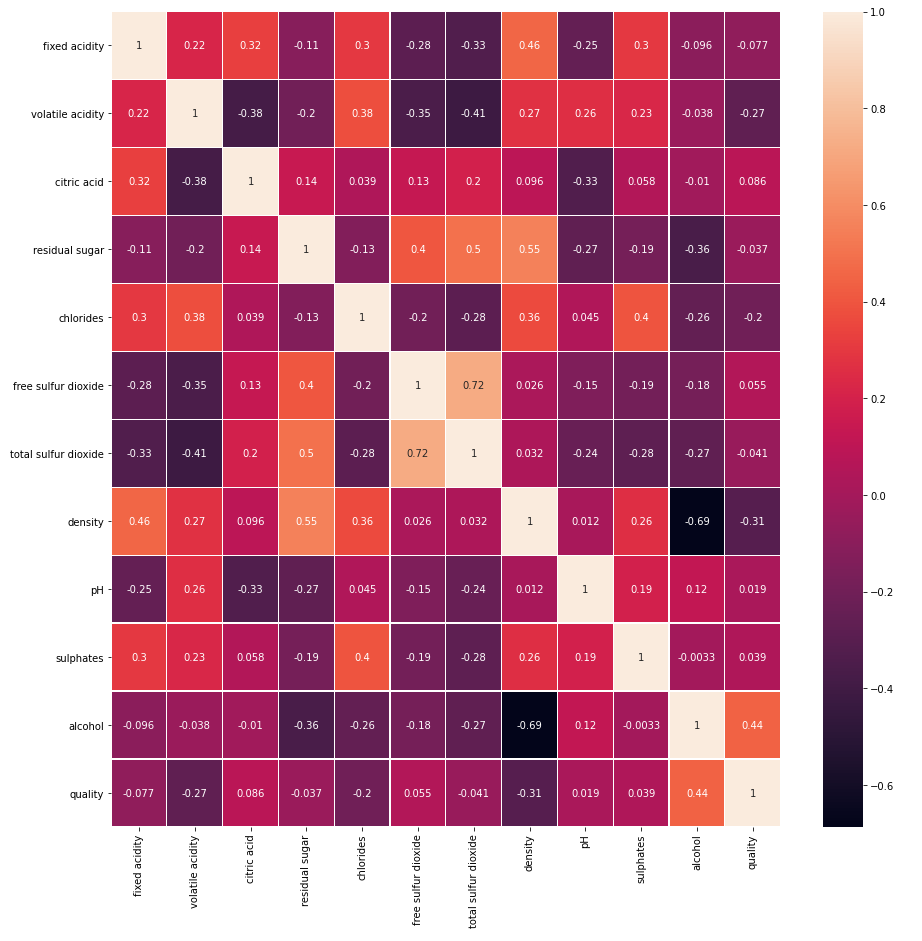 fixed acidity 1 0.22 0.32 -0.11 0.3 -0.28 -0.33 0.46 -0.25 0.3 -0.096 -0.077
volatile acidity 0.22 1 -0.38 -0.2 0.38 -0.35 -0.41 0.27 0.26 0.23 -0.038 -0.27
citric acid 0.32 -0.38 1 0.14 0.039 0.13 0.2 0.096 -0.33 0.058 -0.01 0.086
residual sugar -0.11 -0.2 0.14 1 -0.13 0.4 0.5 0.55 -0.27 -0.19 -0.36 -0.037
chlorides 0.3 0.38 0.039 -0.13 1 -0.2 -0.28 0.36 0.045 0.4 -0.26 -0.2
free sulfur dioxide -0.28 -0.35 0.13 0.4 -0.2 1 0.72 0.026 -0.15 -0.19 -0.18 0.055
total sulfur dioxide -0.33 -0.41 0.2 0.5 -0.28 0.72 1 0.032 -0.24 -0.28 -0.27 -0.041
density 0.46 0.27 0.096 0.55 0.36 0.026 0.032 1 0.012 0.26 -0.69 -0.31
pH -0.25 0.26 -0.33 -0.27 0.045 -0.15 -0.24 0.012 1 0.19 0.12 0.019
sulphates 0.3 0.23 0.058 -0.19 0.4 -0.19 -0.28 0.26 0.19 1 -0.0033 0.039
alcohol -0.096 -0.038 -0.01 -0.36 -0.26 -0.18 -0.27 -0.69 0.12 -0.0033 1 0.44
quality -0.077 -0.27 0.086 -0.037 -0.2 0.055 -0.041 -0.31 0.019 0.039 0.44 1
fixed acidity
volatile acidity
citric acid
residual sugar
chlorides
free sulfur dioxide
total sulfur dioxide
density
pH
sulphates
alcohol
quality
1.0
0.8
0.6
0.4
0.2
0.0
−0.2
−0.4
−0.6